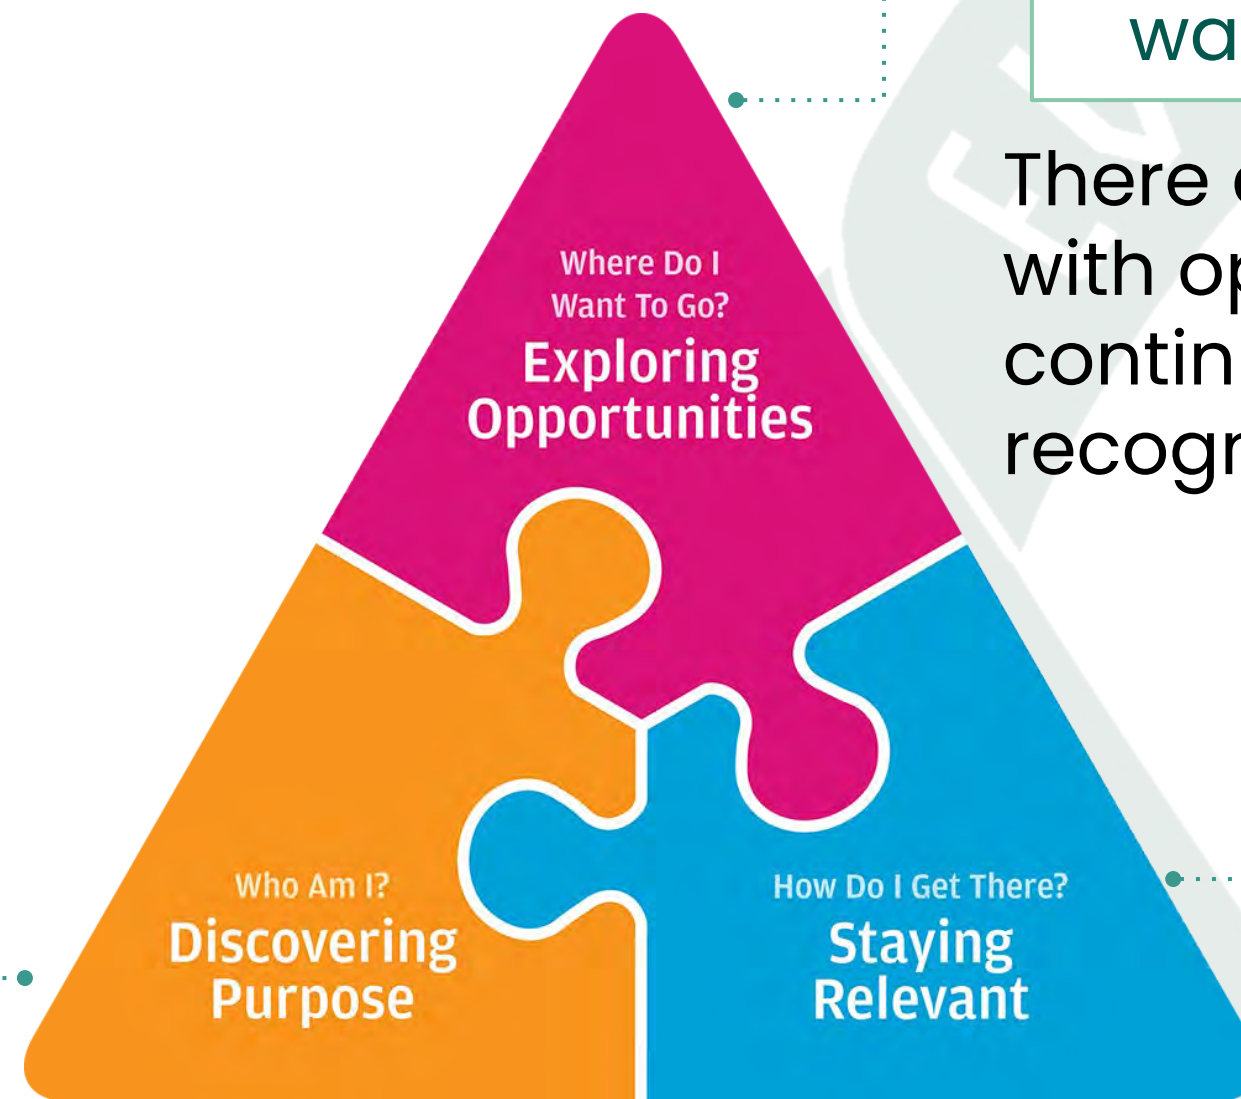 wa
There
with op
contin
recogn
Where Do I
Want To Go?
Exploring
Opportunities
Who Am I?
Discovering
Purpose
How Do I Get There?
Staying
Relevant